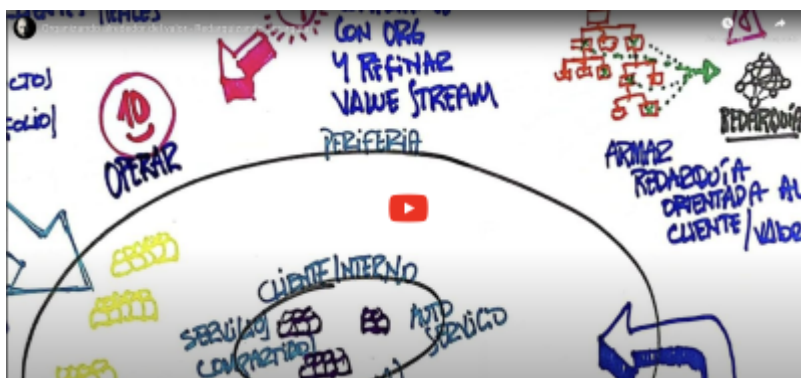 CON ORG
Y REFINAR
VALUE STREAM
PERIFERIA
10
OPERAR
REDARQUÍA
ARMAR
REDARQUÍA
ORIENTADA AL
CLIENTE/VALOR
CLIENTE INTERNO
SERVICIO
COMPARTIDO
AUTO
SERVICIO